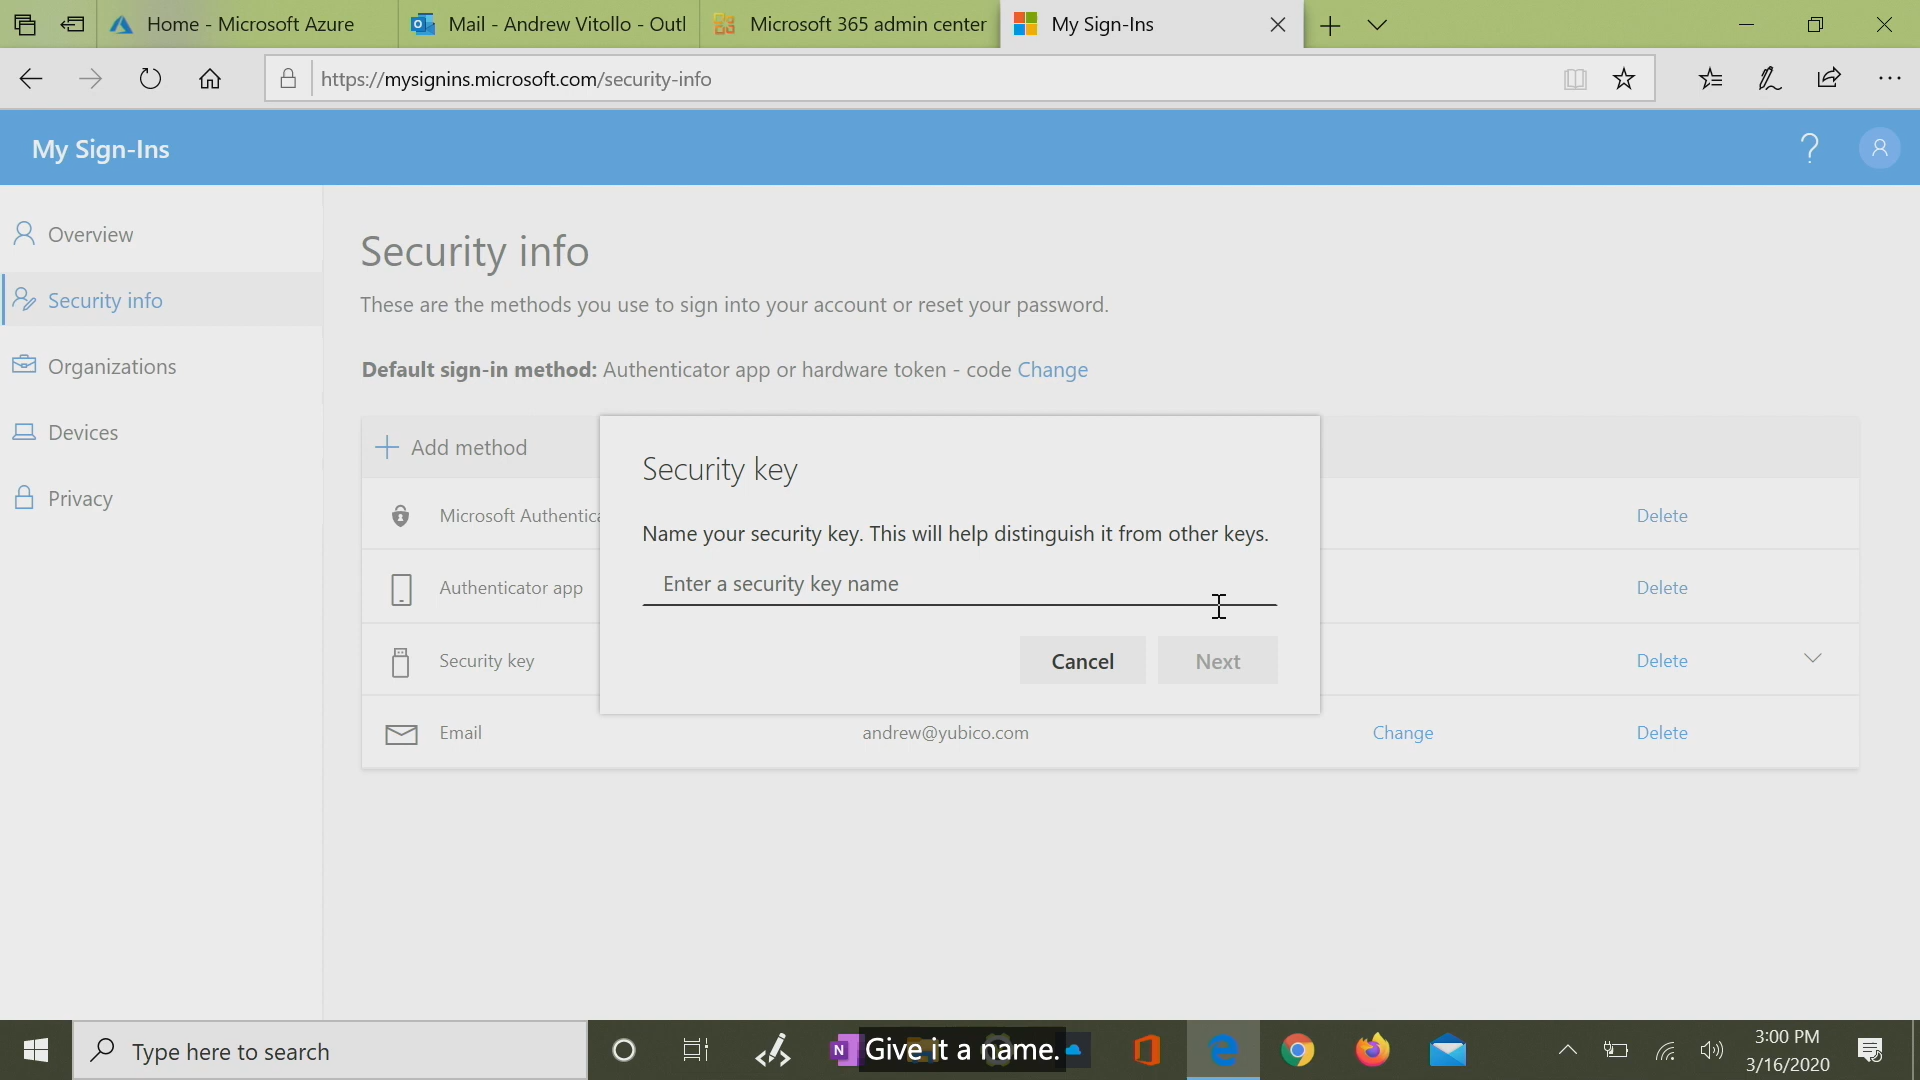 Home - Microsoft Azure
Mail - Andrew Vitollo - Outl
Microsoft 365 admin center
My Sign-Ins
https://mysignins.microsoft.com/security-info
My Sign-Ins
?
Overview
Security info
Organizations
Devices
Privacy
Security info
These are the methods you use to sign into your account or reset your password.
Default sign-in method: Authenticator app or hardware token - code Change
Add method
Microsoft Authentica
Delete
Authenticator app
Delete
Security key
Delete
Email
andrew@yubico.com
Change
Delete
Security key
Name your security key. This will help distinguish it from other keys.
Enter a security key name
Cancel
Next
Type here to search
N
Give it a name.
3:00 PM
3/16/2020